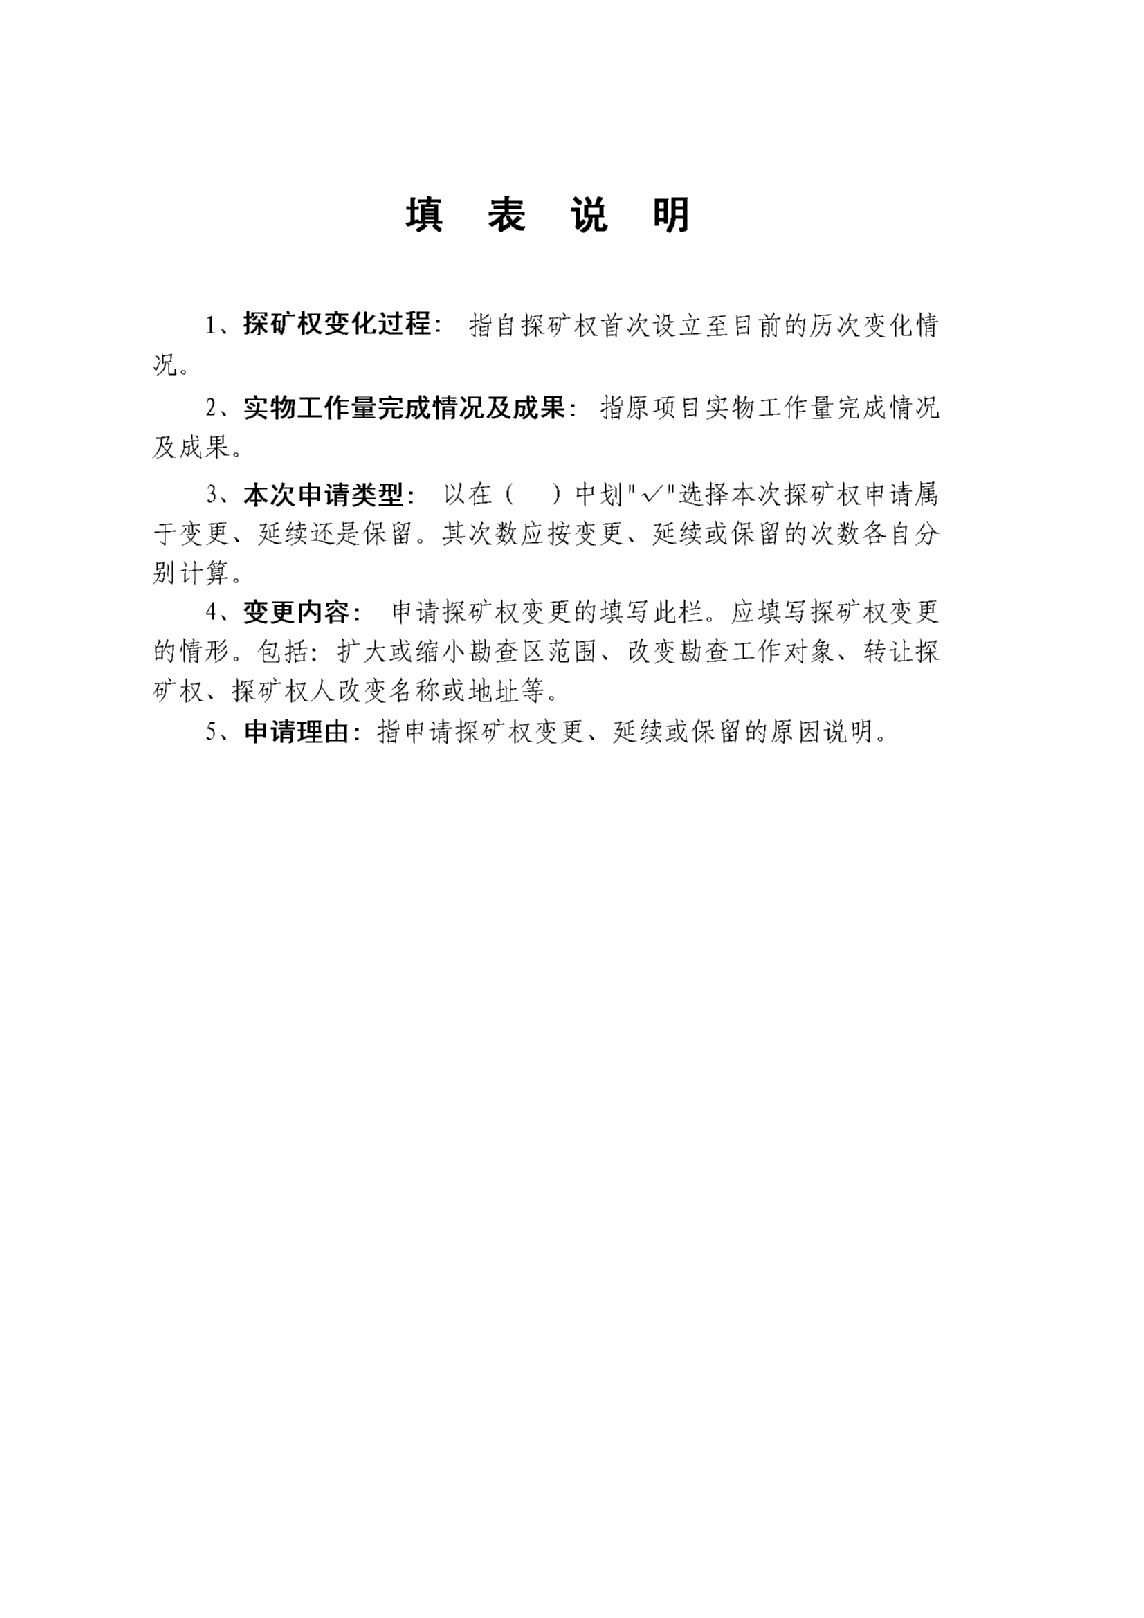 填 表 说 明
1、探矿权变化过程： 指自探矿权首次设立至目前的历次变化情
况。
2、实物工作量完成情况及成果： 指原项目实物工作量完成情况
及成果。
3、本次申请类型： 以在（ ）中划"✓"选择本次探矿权申请属
于变更、延续还是保留。其次数应按变更、延续或保留的次数各自分
别计算。
4、变更内容： 申请探矿权变更的填写此栏。应填写探矿权变更
的情形。包括：扩大或缩小勘查区范围、改变勘查工作对象、转让探
矿权、探矿权人改变名称或地址等。
5、申请理由：指申请探矿权变更、延续或保留的原因说明。